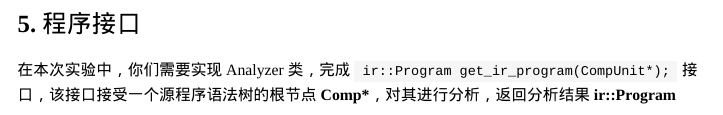 5. 程序接口
在本次实验中，你们需要实现 Analyzer 类，完成 ir::Program get_ir_program(CompUnit*); 接
口，该接口接受一个源程序语法树的根节点 Comp*，对其进行分析，返回分析结果 ir::Program